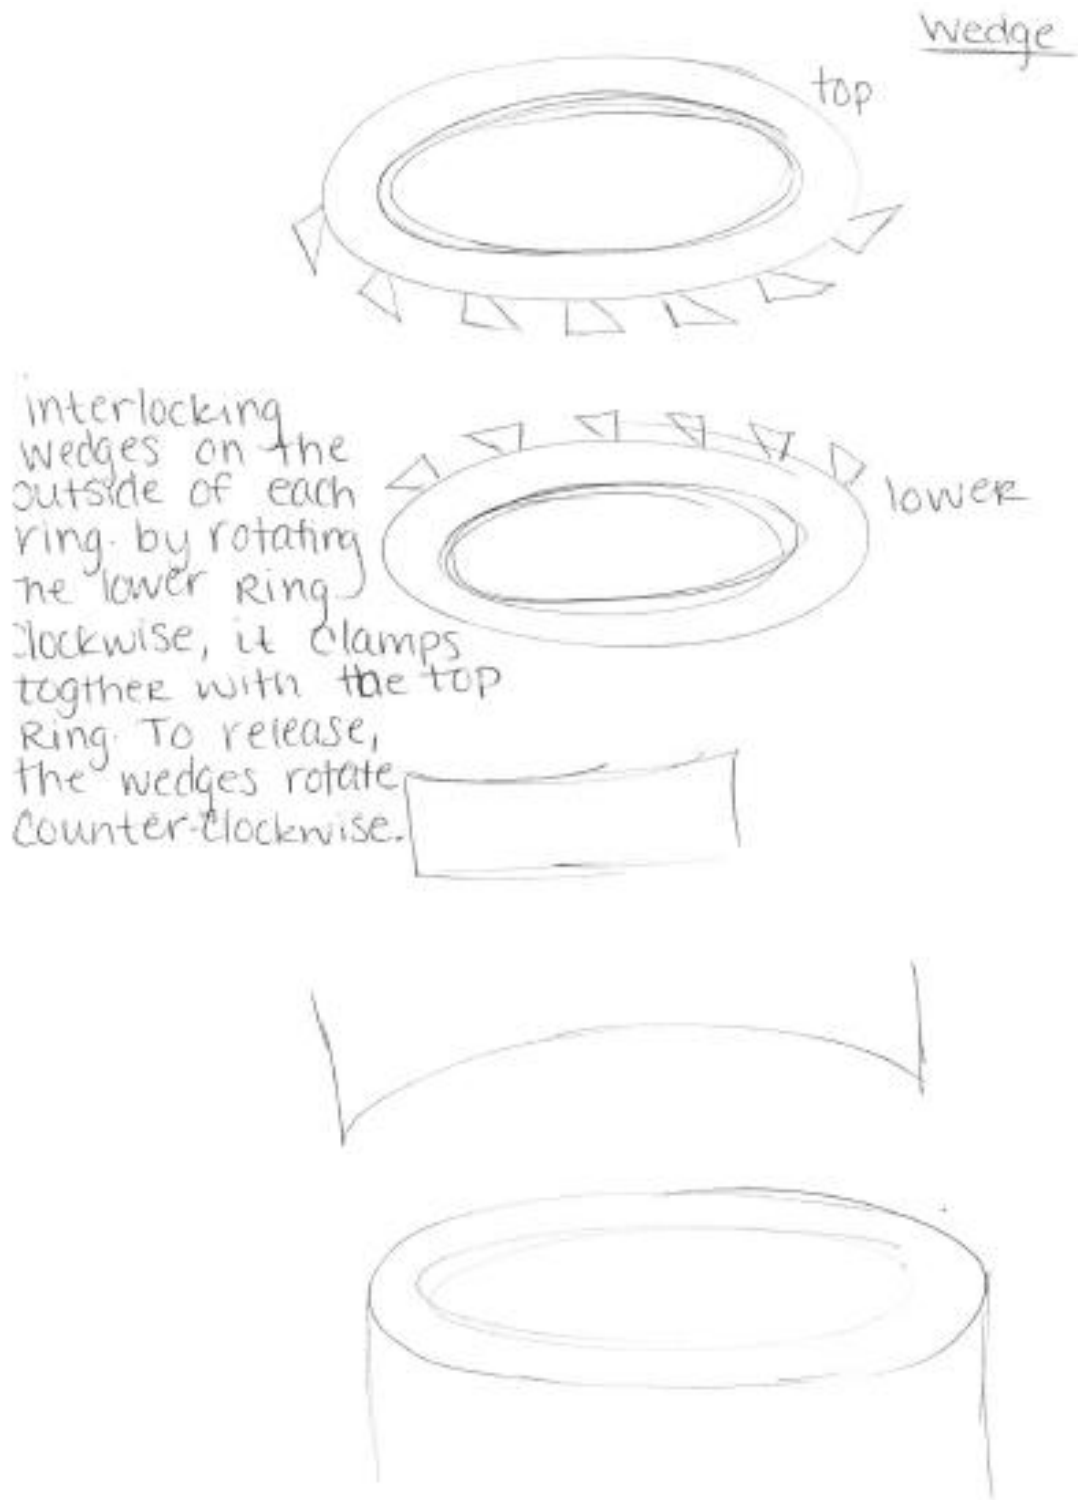 Wedge
top
interlocking
wedges on the
outside of each
ring. by rotating
he lower Ring
Clockwise, it clamps
togther with the top
Ring. To release,
the wedges rotate
Counter-clockwise.
lower